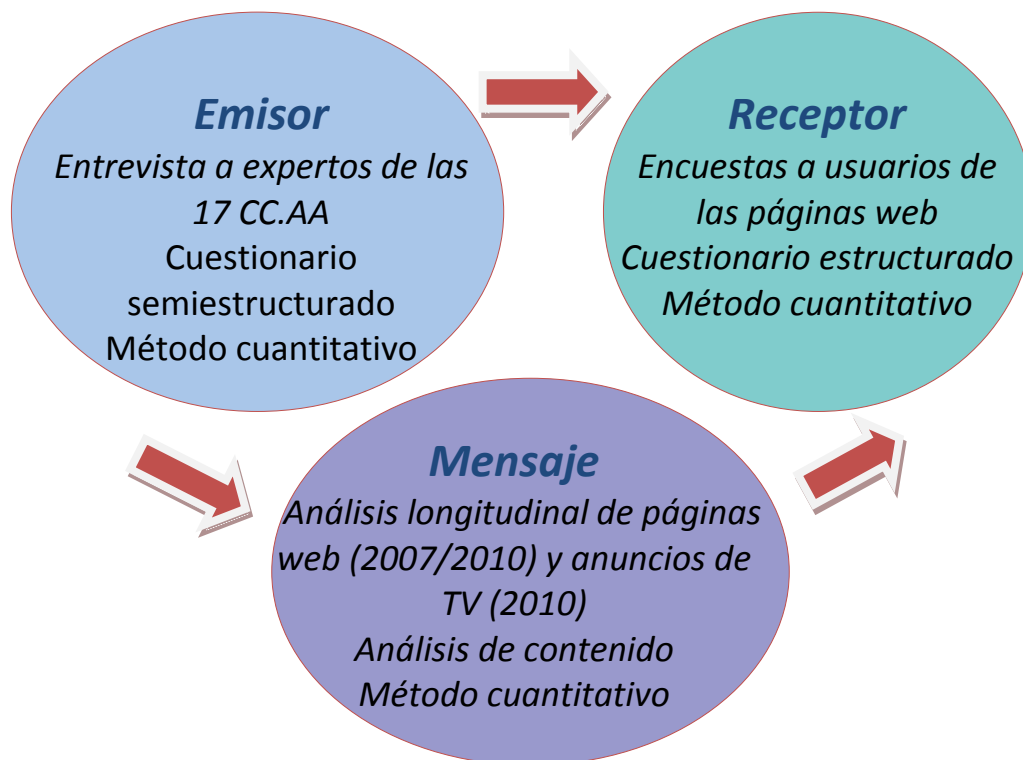 Emisor
Entrevista a expertos de las
17 CC.AA
Cuestionario
semiestructurado
Método cuantitativo
Receptor
Encuestas a usuarios de
las páginas web
Cuestionario estructurado
Método cuantitativo
Mensaje
Análisis longitudinal de páginas
web (2007/2010) y anuncios de
TV (2010)
Análisis de contenido
Método cuantitativo